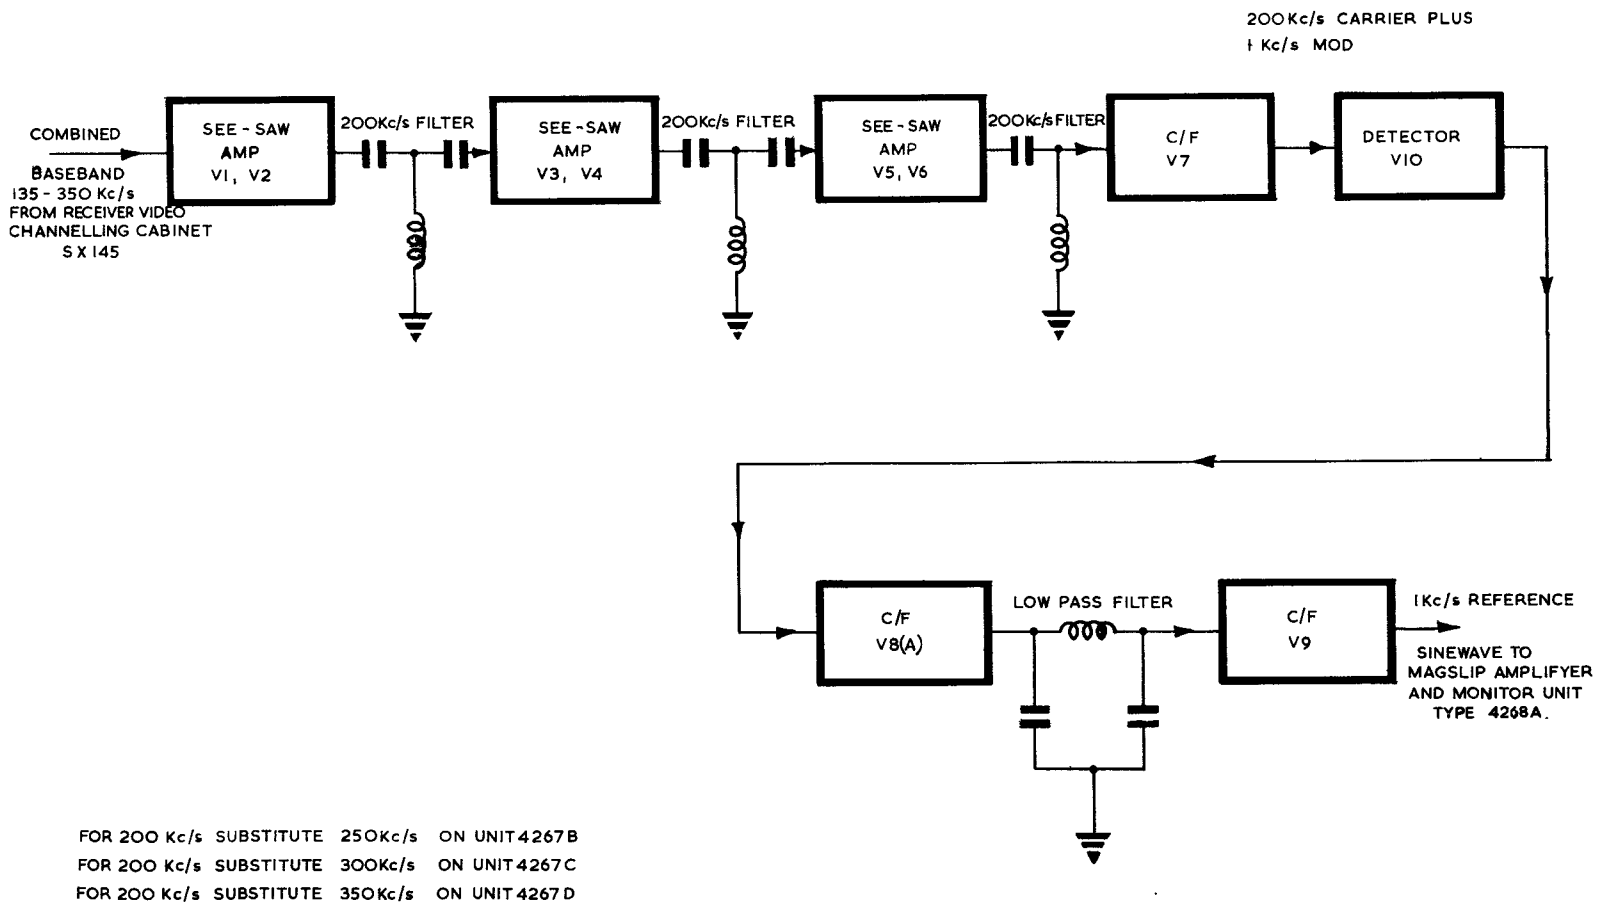 200Kc/s CARRIER PLUS
1 Kc/s MOD
COMBINED
BASEBAND
135-350 Kc/s
FROM RECEIVER VIDEO
CHANNELLING CABINET
SX145
SEE-SAW
AMP
V1, V2
200Kc/s FILTER
SEE-SAW
AMP
V3, V4
200Kc/s FILTER
SEE-SAW
AMP
V5, V6
200Kc/s FILTER
C/F
V7
DETECTOR
V10
C/F
V8(A)
LOW PASS FILTER
C/F
V9
1Kc/s REFERENCE
SINEWAVE TO
MAGSLIP AMPLIFYER
AND MONITOR UNIT
TYPE 4268A.
FOR 200 Kc/s SUBSTITUTE 250Kc/s ON UNIT 4267B
FOR 200 Kc/s SUBSTITUTE 300Kc/s ON UNIT 4267C
FOR 200 Kc/s SUBSTITUTE 350Kc/s ON UNIT 4267D